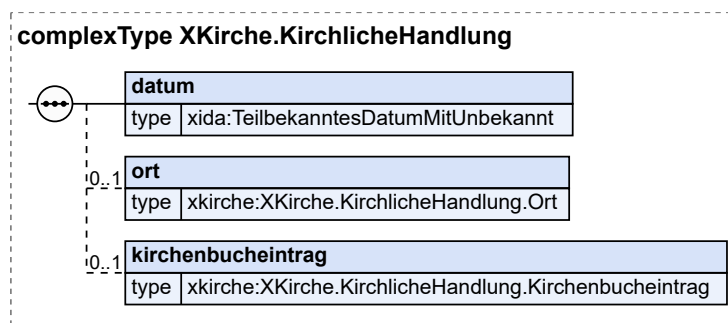 complexType XKirche.KirchlicheHandlung
datum
type xida:TeilbekanntesDatumMitUnbekannt
0..1 ort
type xkirche:XKirche.KirchlicheHandlung.Ort
0..1 kirchenbucheintrag
type xkirche:XKirche.KirchlicheHandlung.Kirchenbucheintrag